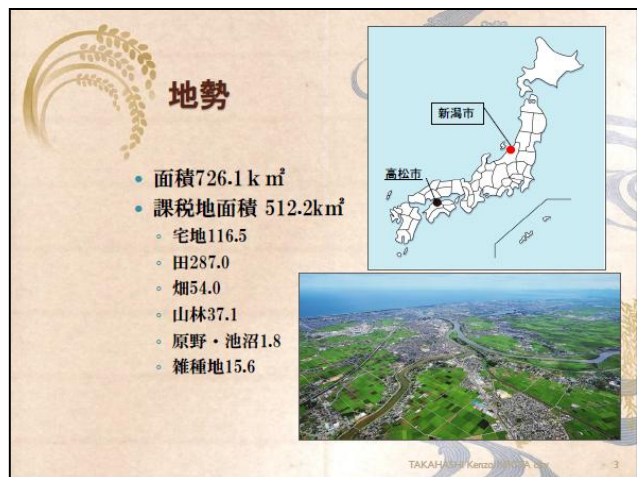 地勢
新潟市
高松市
• 面積726.1ｋ㎡
• 課税地面積 512.2k㎡
◦ 宅地116.5
◦ 田287.0
◦ 畑54.0
◦ 山林37.1
◦ 原野・池沼1.8
◦ 雑種地15.6
TAKAHASHI Kenzo
3